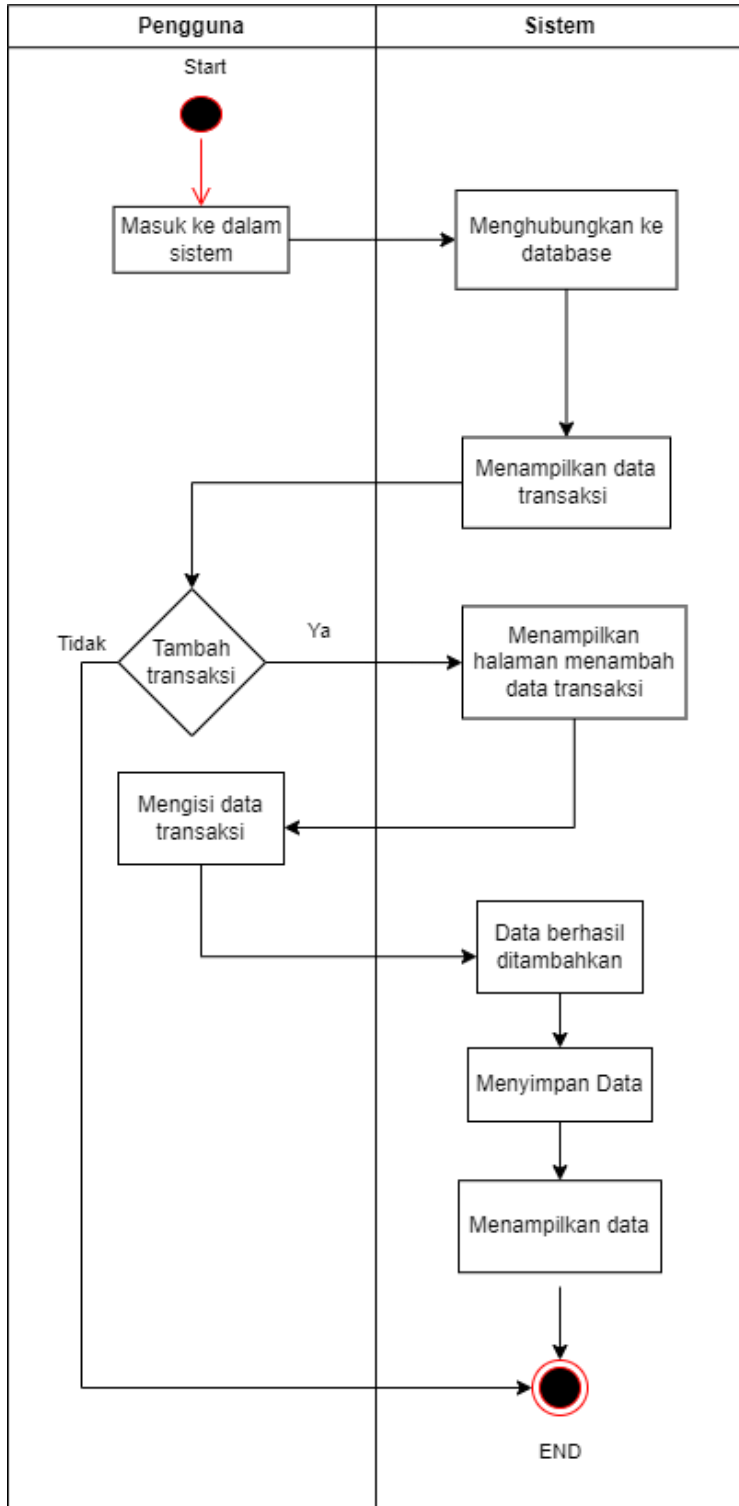 Pengguna
Sistem
Start
Masuk ke dalam
sistem
Menghubungkan ke
database
Menampilkan data
transaksi
Tidak
Tambah
transaksi
Ya
Menampilkan
halaman menambah
data transaksi
Mengisi data
transaksi
Data berhasil
ditambahkan
Menyimpan Data
Menampilkan data
END